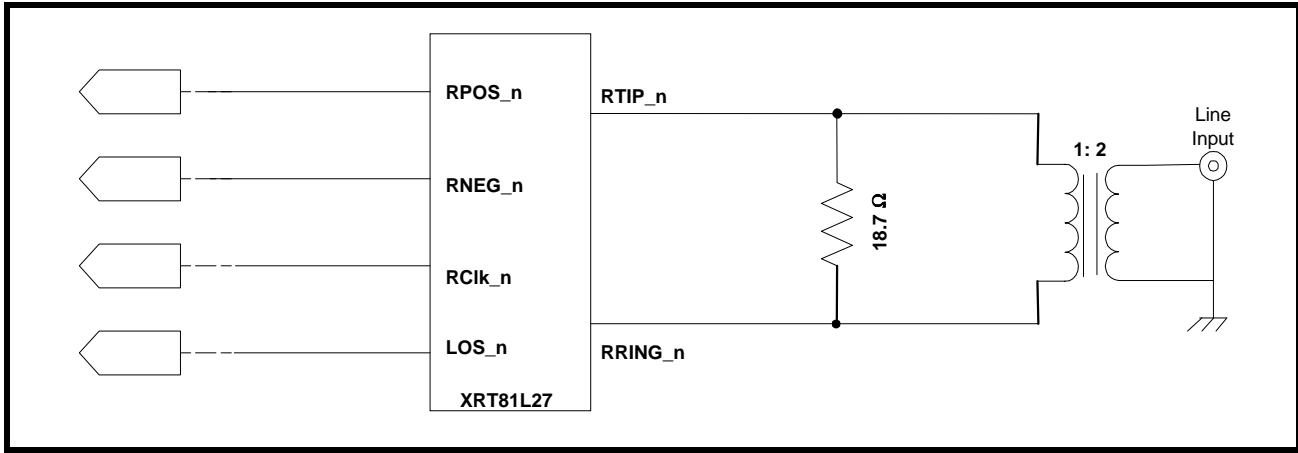 RPOS_n
RNEG_n
RClk_n
LOS_n
XRT81L27
RTIP_n
RRING_n
18.7 Ω
1: 2
Line
Input